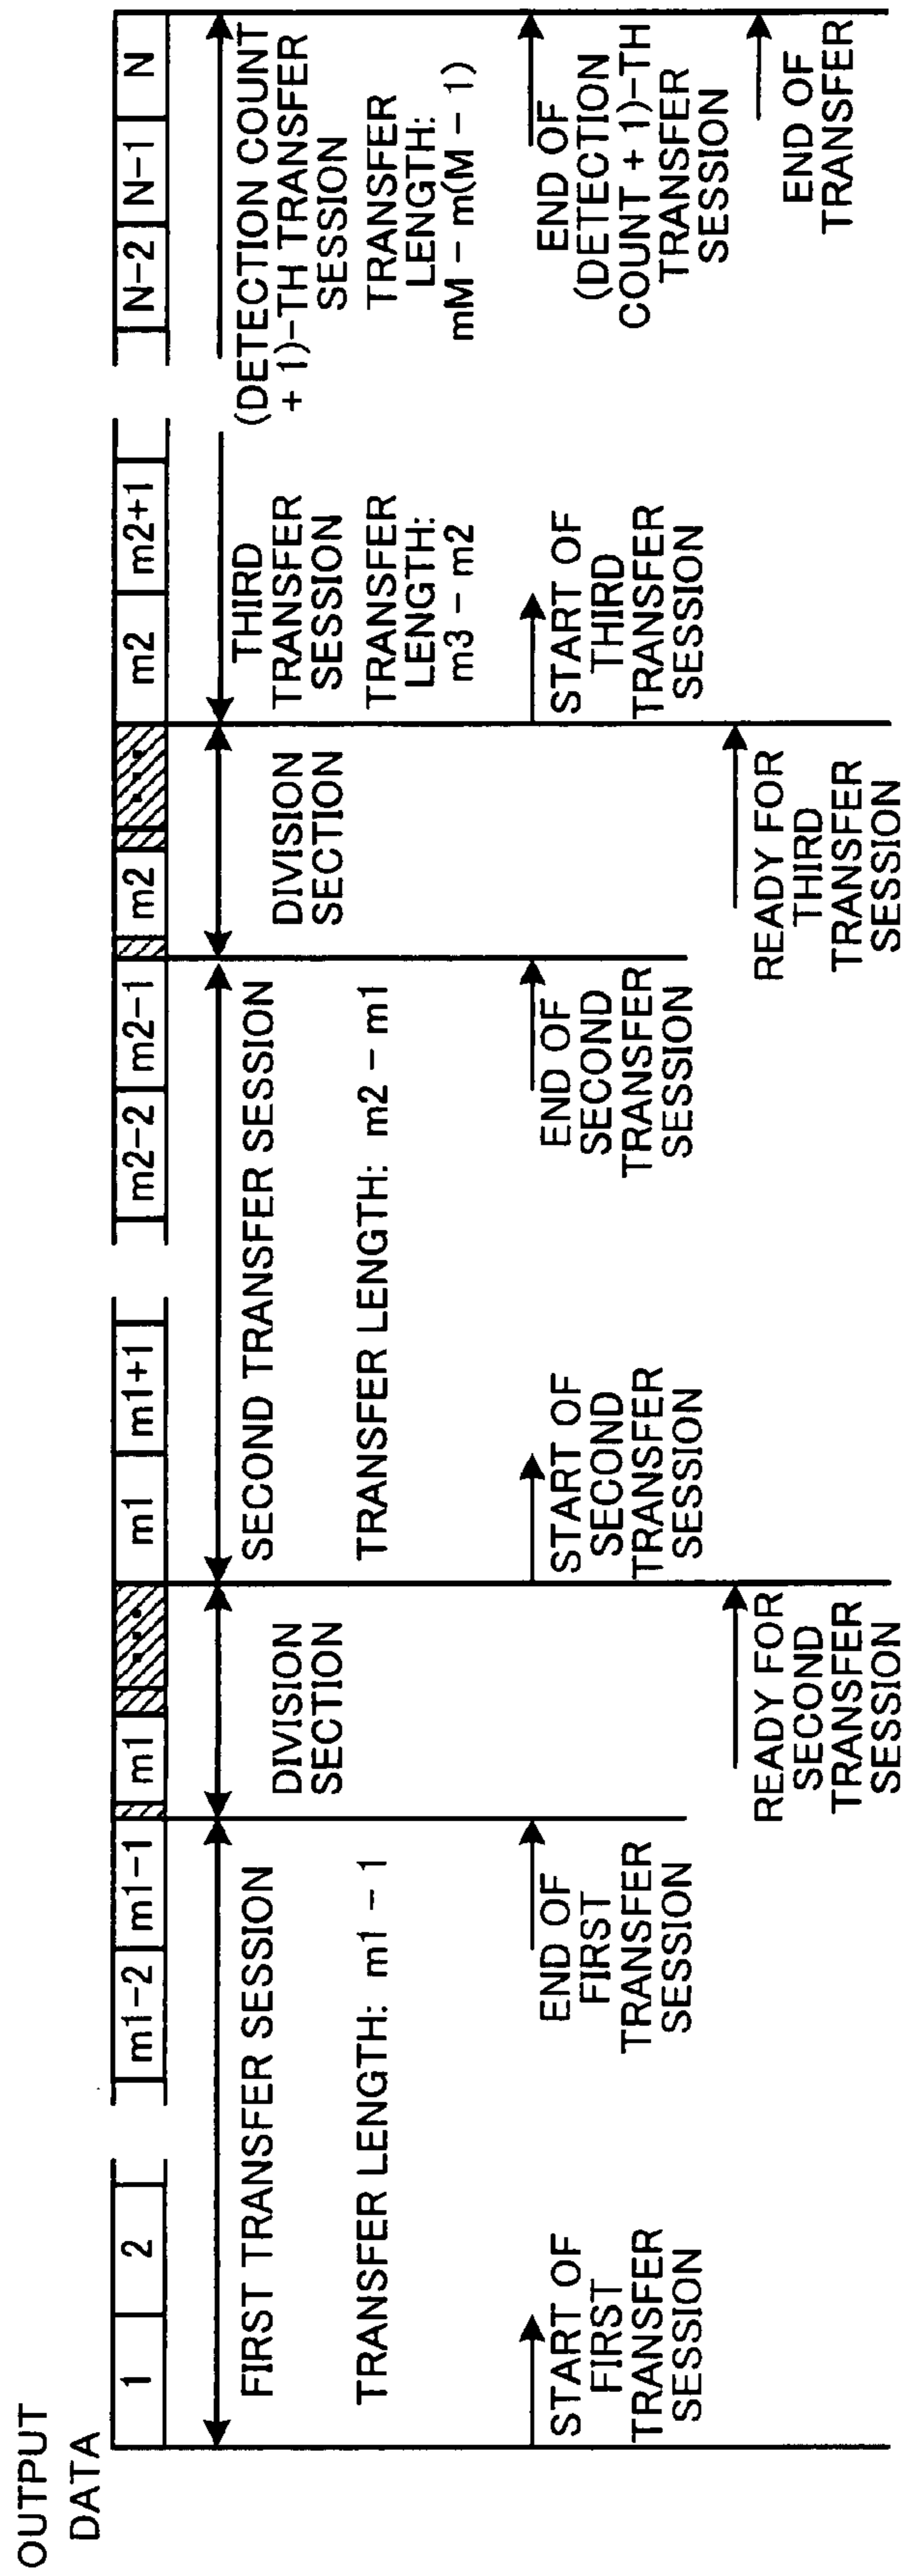 OUTPUT
DATA
1
2
m1-2
m1-1
m1
m1
m1+1
m2-2
m2-1
m2
m2
m2+1
N-2
N-1
N
FIRST TRANSFER SESSION
TRANSFER LENGTH: m1 - 1
DIVISION
SECTION
SECOND TRANSFER SESSION
TRANSFER LENGTH: m2 - m1
DIVISION
SECTION
THIRD
TRANSFER
SESSION
TRANSFER
LENGTH:
m3 - m2
(DETECTION COUNT
+ 1)-TH TRANSFER
SESSION
TRANSFER
LENGTH:
mM - m(M - 1)
START OF
FIRST
TRANSFER
SESSION
END OF
FIRST
TRANSFER
SESSION
START OF
SECOND
TRANSFER
SESSION
END OF
SECOND
TRANSFER
SESSION
START OF
THIRD
TRANSFER
SESSION
END OF
(DETECTION
COUNT + 1)-TH
TRANSFER
SESSION
READY FOR
SECOND
TRANSFER
SESSION
READY FOR
THIRD
TRANSFER
SESSION
END OF
TRANSFER